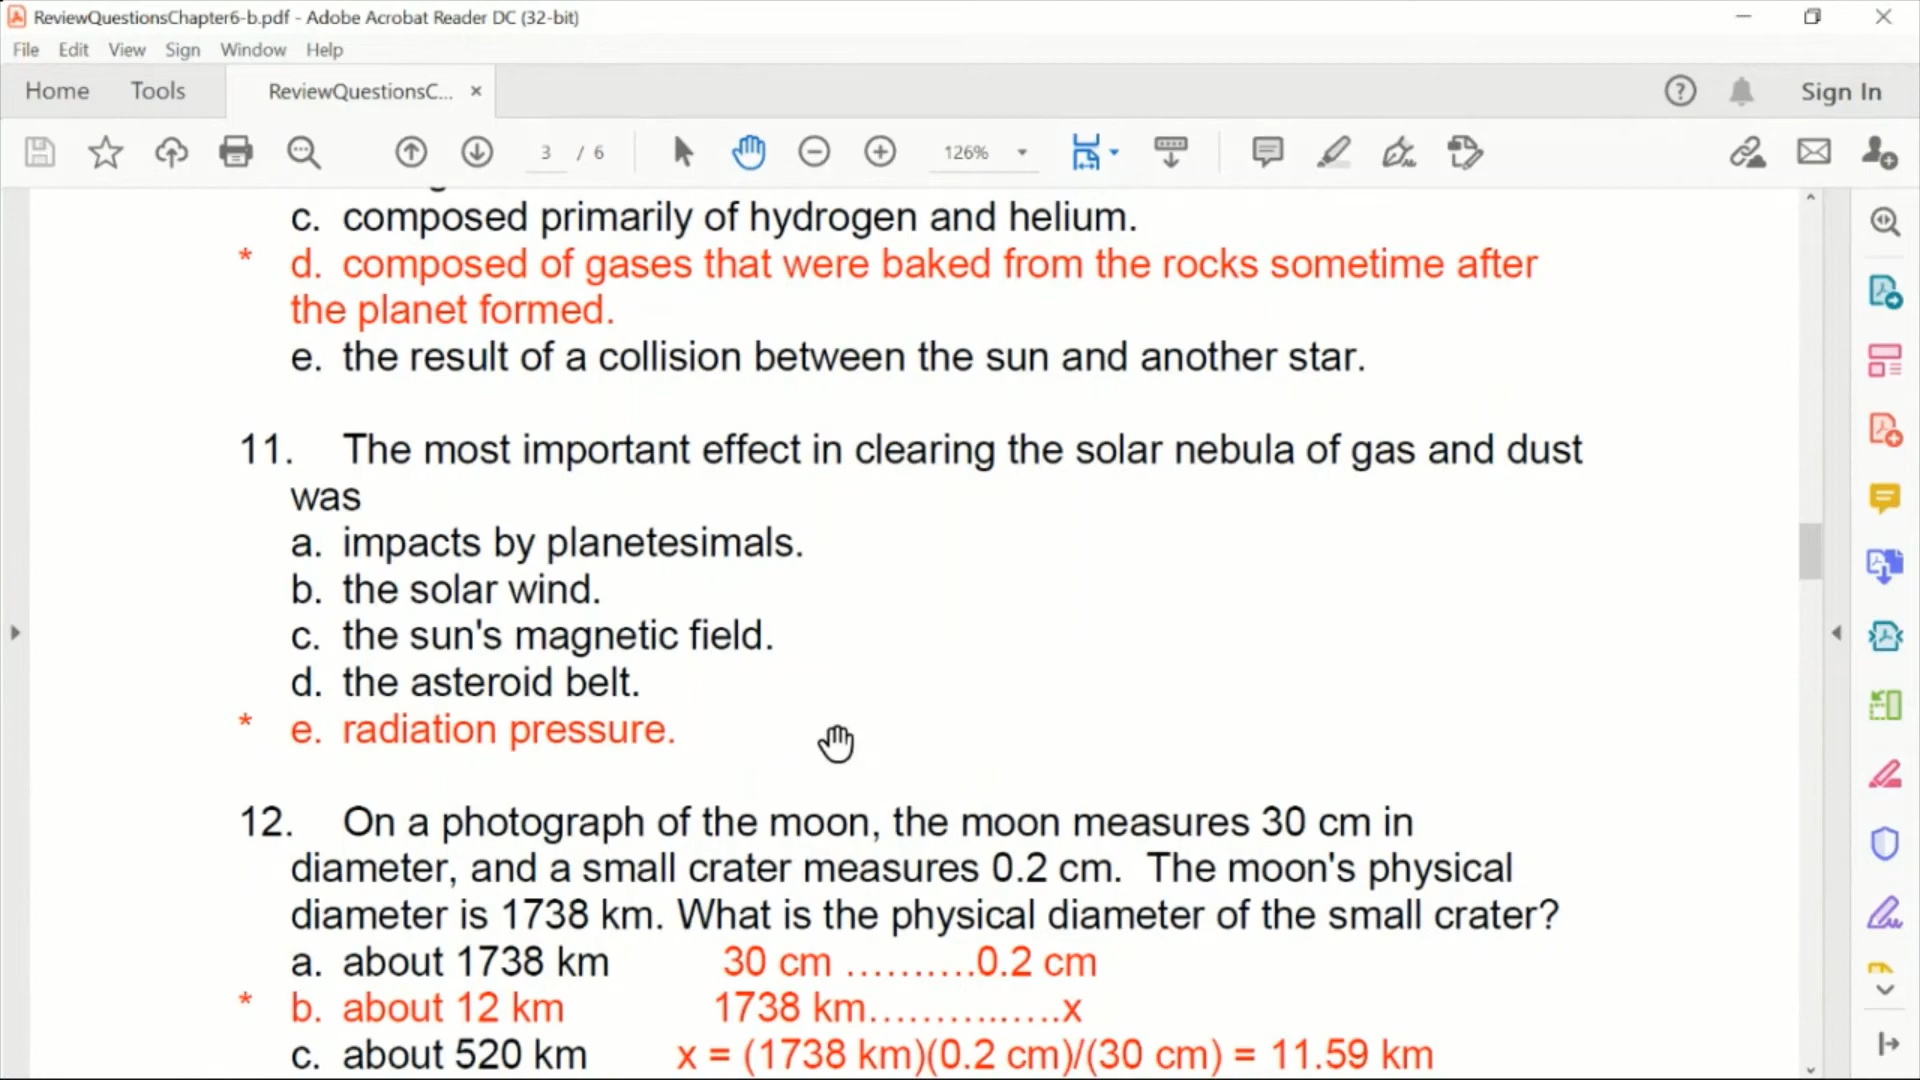 ReviewQuestionsChapter6-b.pdf - Adobe Acrobat Reader DC (32-bit)
File Edit View Sign Window Help
Home Tools ReviewQuestionsC... × Sign In
3 / 6 126%
c. composed primarily of hydrogen and helium.
* d. composed of gases that were baked from the rocks sometime after
the planet formed.
e. the result of a collision between the sun and another star.
11. The most important effect in clearing the solar nebula of gas and dust
was
a. impacts by planetesimals.
b. the solar wind.
c. the sun's magnetic field.
d. the asteroid belt.
* e. radiation pressure.
12. On a photograph of the moon, the moon measures 30 cm in
diameter, and a small crater measures 0.2 cm. The moon's physical
diameter is 1738 km. What is the physical diameter of the small crater?
a. about 1738 km 30 cm ..........0.2 cm
* b. about 12 km 1738 km...............x
c. about 520 km x = (1738 km)(0.2 cm)/(30 cm) = 11.59 km